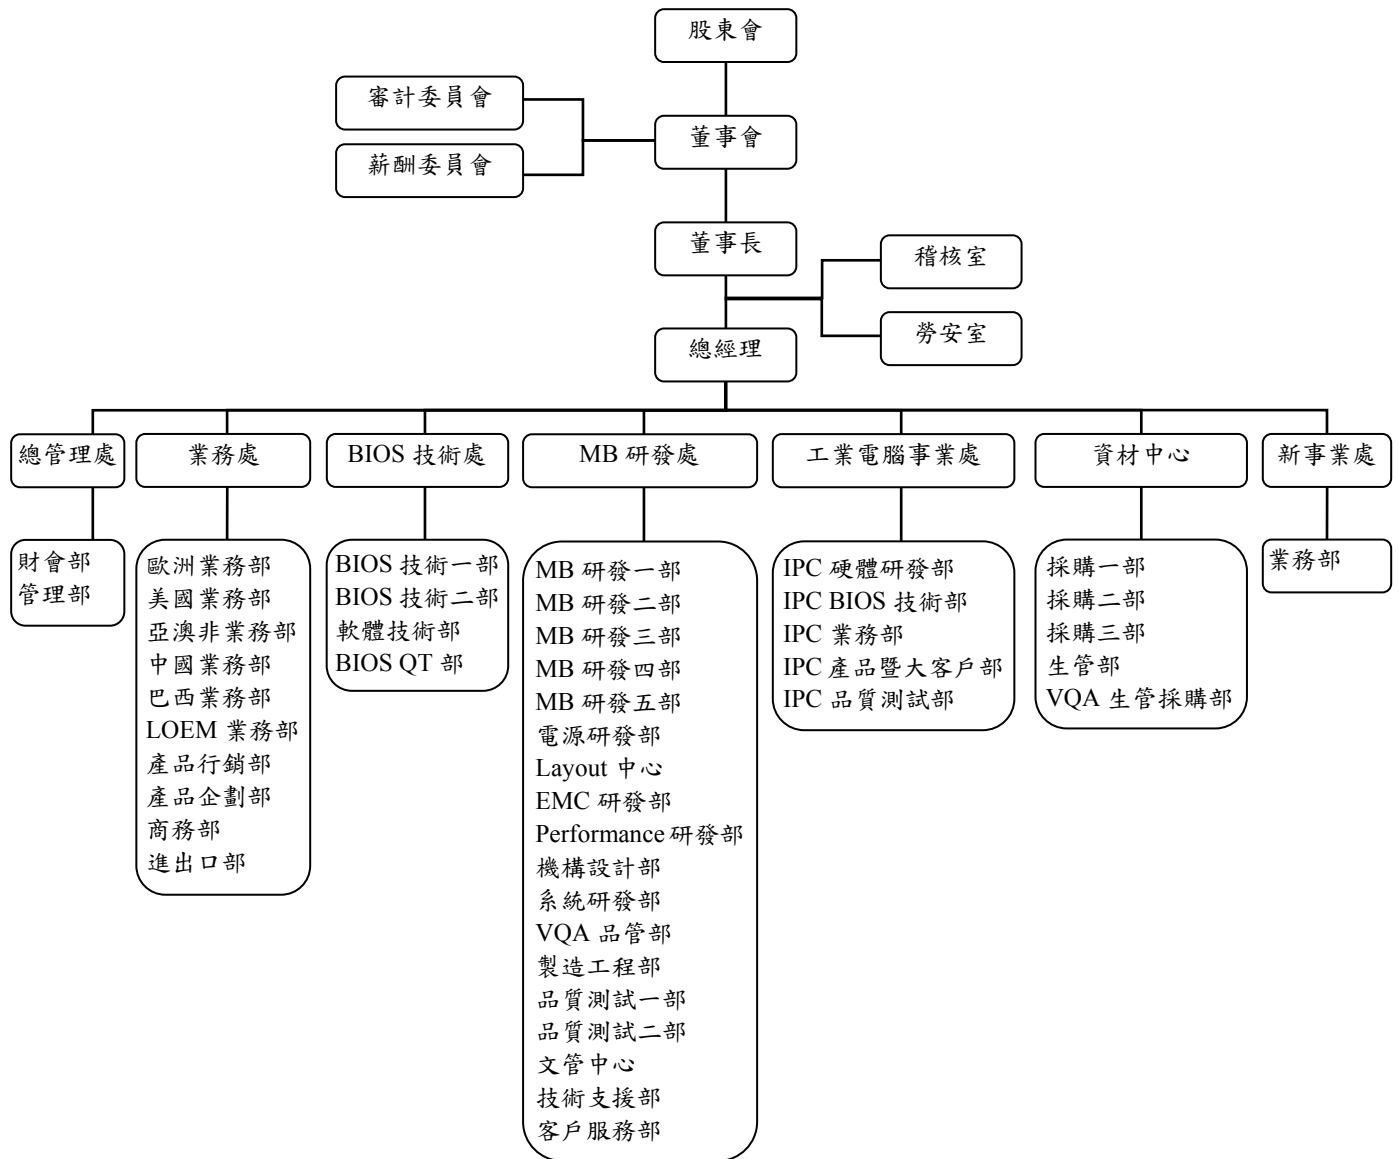 股東會
審計委員會
董事會
薪酬委員會
董事長
稽核室
勞安室
總經理
總管理處
業務處
BIOS 技術處
MB 研發處
工業電腦事業處
資材中心
新事業處
財會部
管理部
歐洲業務部
美國業務部
亞澳非業務部
中國業務部
巴西業務部
LOEM 業務部
產品行銷部
產品企劃部
商務部
進出口部
BIOS 技術一部
BIOS 技術二部
軟體技術部
BIOS QT 部
MB 研發一部
MB 研發二部
MB 研發三部
MB 研發四部
MB 研發五部
電源研發部
Layout 中心
EMC 研發部
Performance 研發部
機構設計部
系統研發部
VQA 品管部
製造工程部
品質測試一部
品質測試二部
文管中心
技術支援部
客戶服務部
IPC 硬體研發部
IPC BIOS 技術部
IPC 業務部
IPC 產品暨大客戶部
IPC 品質測試部
採購一部
採購二部
採購三部
生管部
VQA 生管採購部
業務部